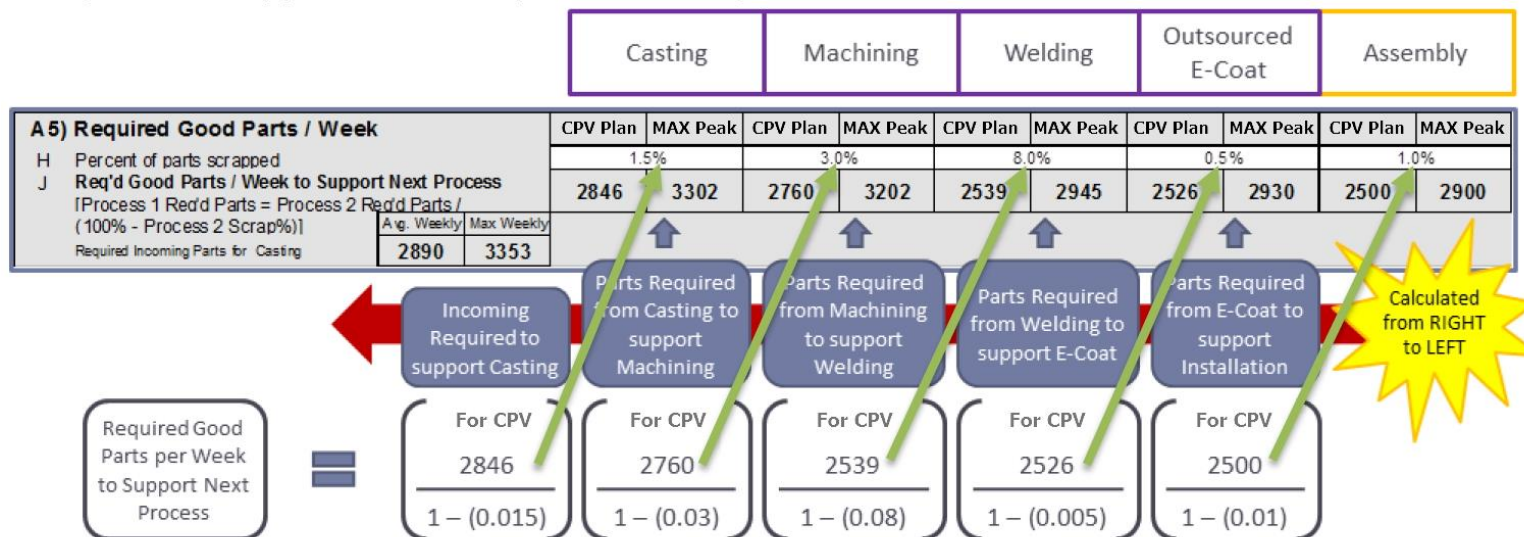 Casting
Machining
Welding
Outsourced
E-Coat
Assembly
A5) Required Good Parts / Week
CPV Plan MAX Peak CPV Plan MAX Peak CPV Plan MAX Peak CPV Plan MAX Peak CPV Plan MAX Peak
H Percent of parts scrapped
1.5% 3.0% 8.0% 0.5% 1.0%
J Req'd Good Parts / Week to Support Next Process
2846 3302 2760 3202 2539 2945 2526 2930 2500 2900
[Process 1 Req'd Parts = Process 2 Req'd Parts /
(100% - Process 2 Scrap%)]
Avg. Weekly Max Weekly
Required Incoming Parts for Casting
2890 3353
Incoming
Required to
support Casting
Parts Required
from Casting to
support
Machining
Parts Required
from Machining
to support
Welding
Parts Required
from Welding to
support E-Coat
Parts Required
from E-Coat to
support
Installation
Calculated
from RIGHT
to LEFT
Required Good
Parts per Week
to Support Next
Process
=
For CPV
2846
1 – (0.015)
For CPV
2760
1 – (0.03)
For CPV
2539
1 – (0.08)
For CPV
2526
1 – (0.005)
For CPV
2500
1 – (0.01)